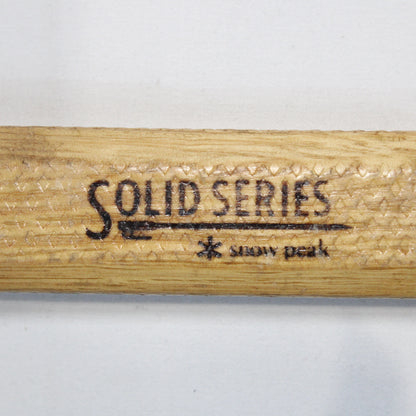 SOLID SERIES
snow peak